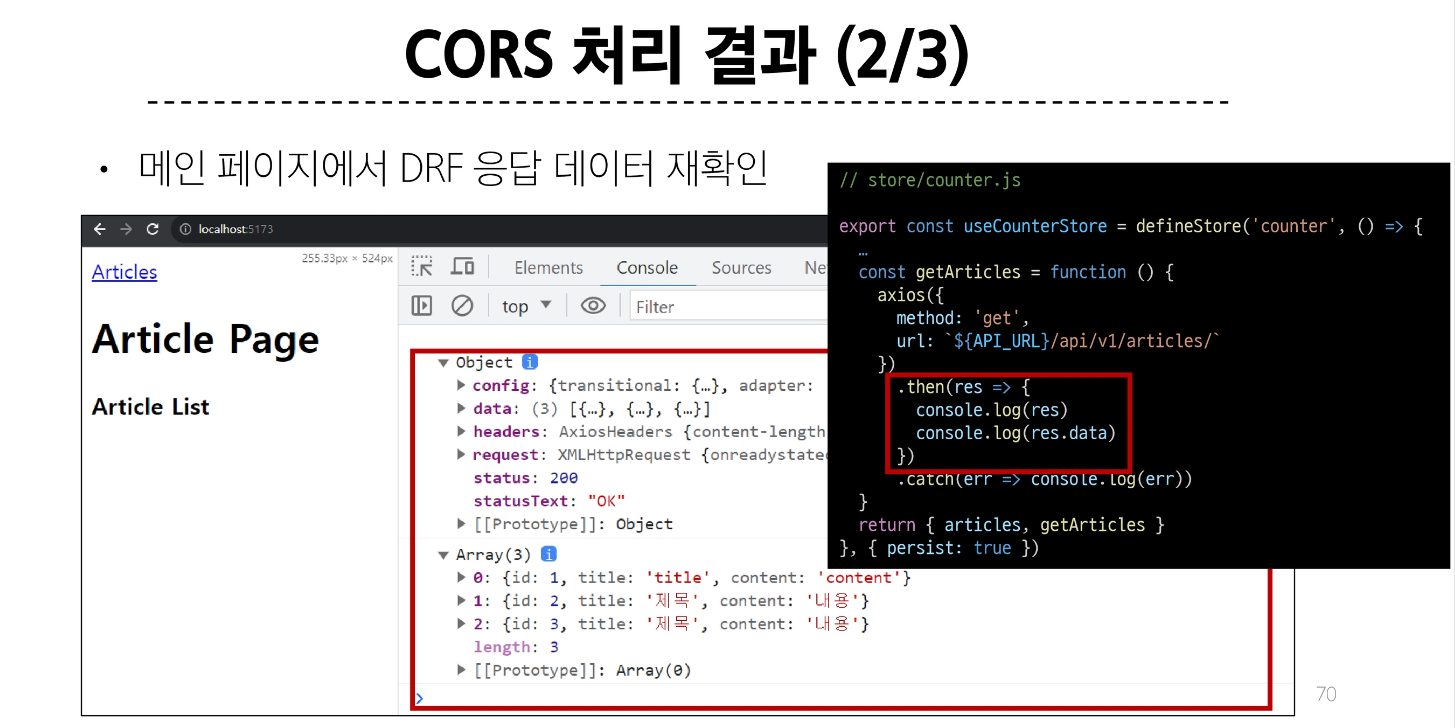 CORS 처리 결과 (2/3)
• 메인 페이지에서 DRF 응답 데이터 재확인
localhost:5173
Articles
255.33px × 524px
Article Page
Article List
Elements Console Sources Ne
top ▼ Filter
▼ Object i
▶ config: {transitional: {…}, adapter:
▶ data: (3) [{…}, {…}, {…}]
▶ headers: AxiosHeaders {content-length
▶ request: XMLHttpRequest {onreadystate
status: 200
statusText: "OK"
▶ [[Prototype]]: Object
▼ Array(3) i
▶ 0: {id: 1, title: 'title', content: 'content'}
▶ 1: {id: 2, title: '제목', content: '내용'}
▶ 2: {id: 3, title: '제목', content: '내용'}
length: 3
▶ [[Prototype]]: Array(0)
>
// store/counter.js
export const useCounterStore = defineStore('counter', () => {
…
const getArticles = function () {
axios({
method: 'get',
url: `${API_URL}/api/v1/articles/`
})
.then(res => {
console.log(res)
console.log(res.data)
})
.catch(err => console.log(err))
}
return { articles, getArticles }
}, { persist: true })
70